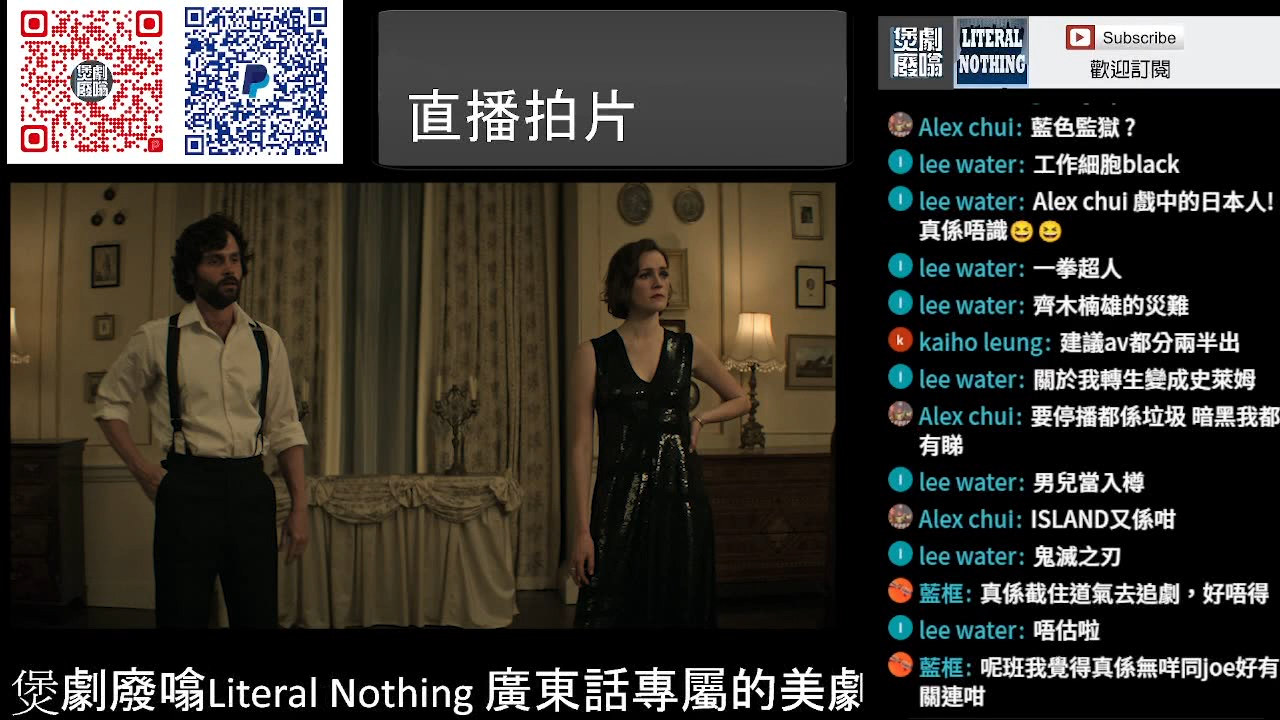 煲劇
廢噏
直播拍片
煲劇
廢噏
LITERAL
NOTHING
Subscribe
歡迎訂閱
Alex chui: 藍色監獄?
lee water: 工作細胞black
lee water: Alex chui 戲中的日本人!
真係唔識😆😆
lee water: 一拳超人
lee water: 齊木楠雄的災難
k kaiho leung: 建議av都分兩半出
lee water: 關於我轉生變成史萊姆
Alex chui: 要停播都係垃圾 暗黑我都
有睇
lee water: 男兒當入樽
Alex chui: ISLAND又係咁
lee water: 鬼滅之刃
藍框: 真係截住道氣去追劇，好唔得
lee water: 唔估啦
藍框: 呢班我覺得真係無咩同joe好有
關連咁
煲劇廢噏Literal Nothing 廣東話專屬的美劇